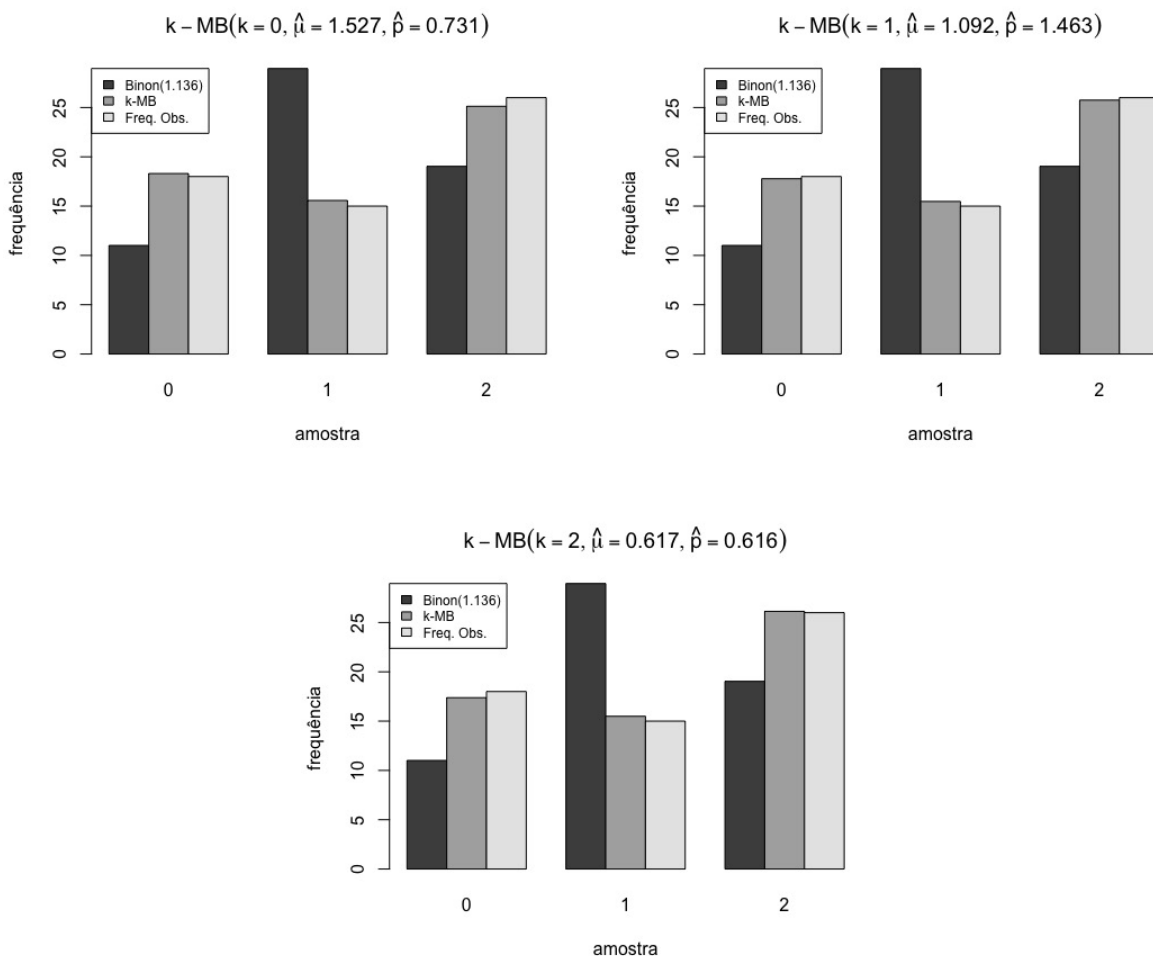 k – MB(k = 0, μ̂ = 1.527, p̂ = 0.731)
Binon(1.136)
k-MB
Freq. Obs.
frequência
0 5 10 15 20 25
0 1 2
amostra
k – MB(k = 1, μ̂ = 1.092, p̂ = 1.463)
Binon(1.136)
k-MB
Freq. Obs.
frequência
0 5 10 15 20 25
0 1 2
amostra
k – MB(k = 2, μ̂ = 0.617, p̂ = 0.616)
Binon(1.136)
k-MB
Freq. Obs.
frequência
0 5 10 15 20 25
0 1 2
amostra